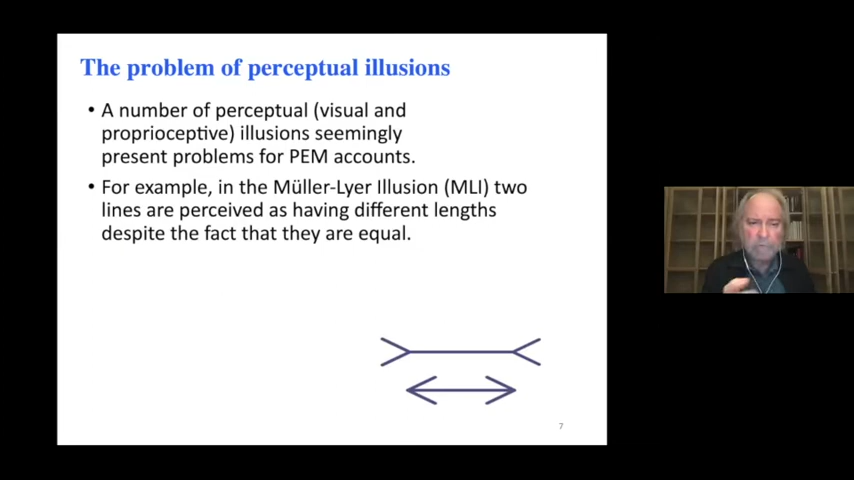 The problem of perceptual illusions
• A number of perceptual (visual and
proprioceptive) illusions seemingly
present problems for PEM accounts.
• For example, in the Müller-Lyer Illusion (MLI) two
lines are perceived as having different lengths
despite the fact that they are equal.
7